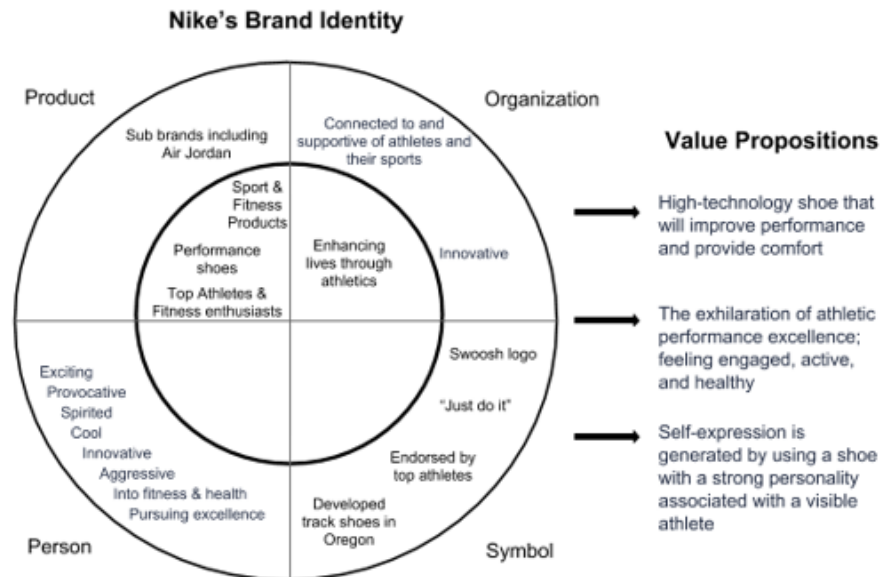 Nike's Brand Identity
Product
Organization
Sub brands including
Air Jordan
Connected to and
supportive of athletes and
their sports
Sport &
Fitness
Products
Performance
shoes
Top Athletes &
Fitness enthusiasts
Enhancing
lives through
athletics
Innovative
Exciting
Provocative
Spirited
Cool
Innovative
Aggressive
Into fitness & health
Pursuing excellence
Person
Swoosh logo
"Just do it"
Endorsed by
top athletes
Developed
track shoes in
Oregon
Symbol
Value Propositions
High-technology shoe that
will improve performance
and provide comfort
The exhilaration of athletic
performance excellence;
feeling engaged, active,
and healthy
Self-expression is
generated by using a shoe
with a strong personality
associated with a visible
athlete